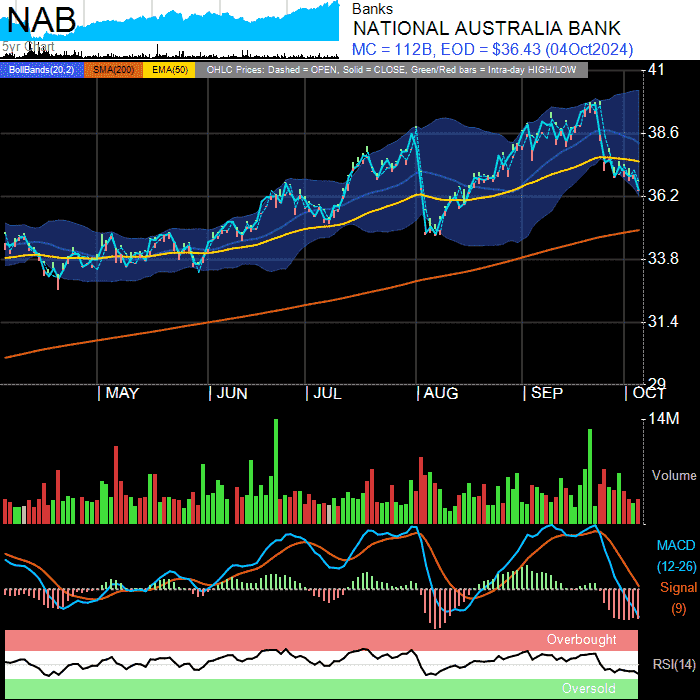 NAB
5yr Chart
Banks
NATIONAL AUSTRALIA BANK
MC = 112B, EOD = $36.43 (04Oct2024)
BollBands(20,2) SMA(200) EMA(50) OHLC Prices: Dashed = OPEN, Solid = CLOSE, Green/Red bars = Intra-day HIGH/LOW
41
38.6
36.2
33.8
31.4
29
MAY JUN JUL AUG SEP OCT
14M
Volume
MACD
(12-26)
Signal
(9)
Overbought
RSI(14)
Oversold